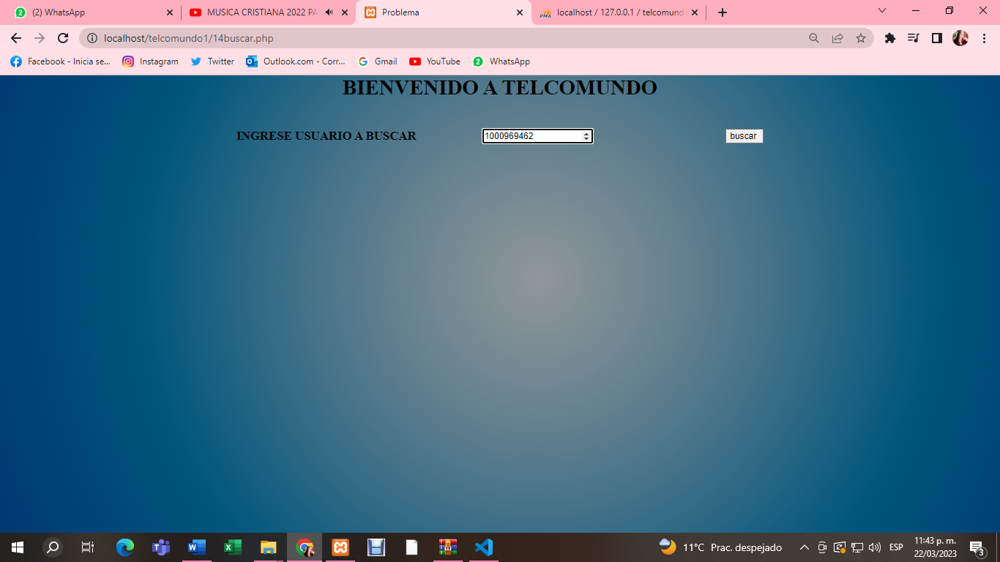 (2) WhatsApp
MUSICA CRISTIANA 2022 PA
Problema
localhost / 127.0.0.1 / telcomund
localhost/telcomundo1/14buscar.php
Facebook - Inicia se...
Instagram
Twitter
Outlook.com - Corr...
Gmail
YouTube
WhatsApp
BIENVENIDO A TELCOMUNDO
INGRESE USUARIO A BUSCAR
1000969462
buscar
11°C Prac. despejado
ESP
11:43 p. m.
22/03/2023
3